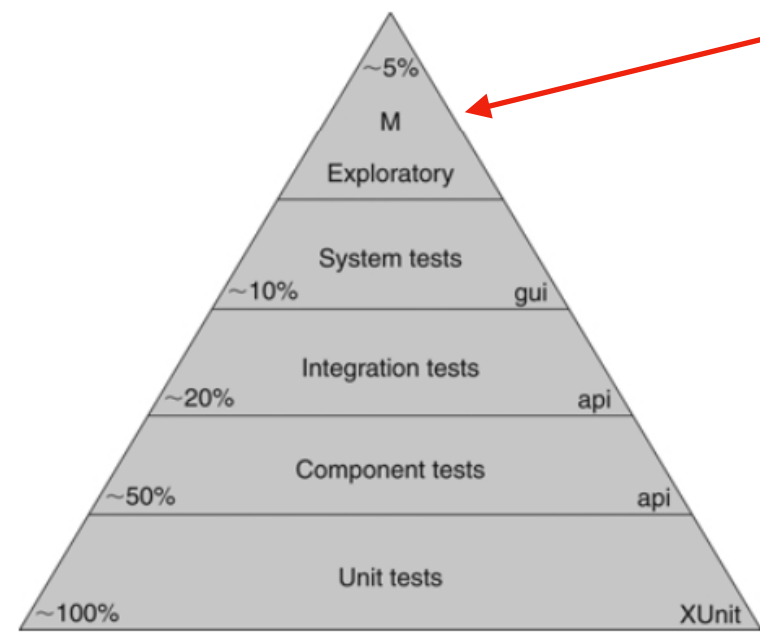 ~5%
M
Exploratory
System tests
~10% gui
Integration tests
~20% api
Component tests
~50% api
Unit tests
~100% XUnit